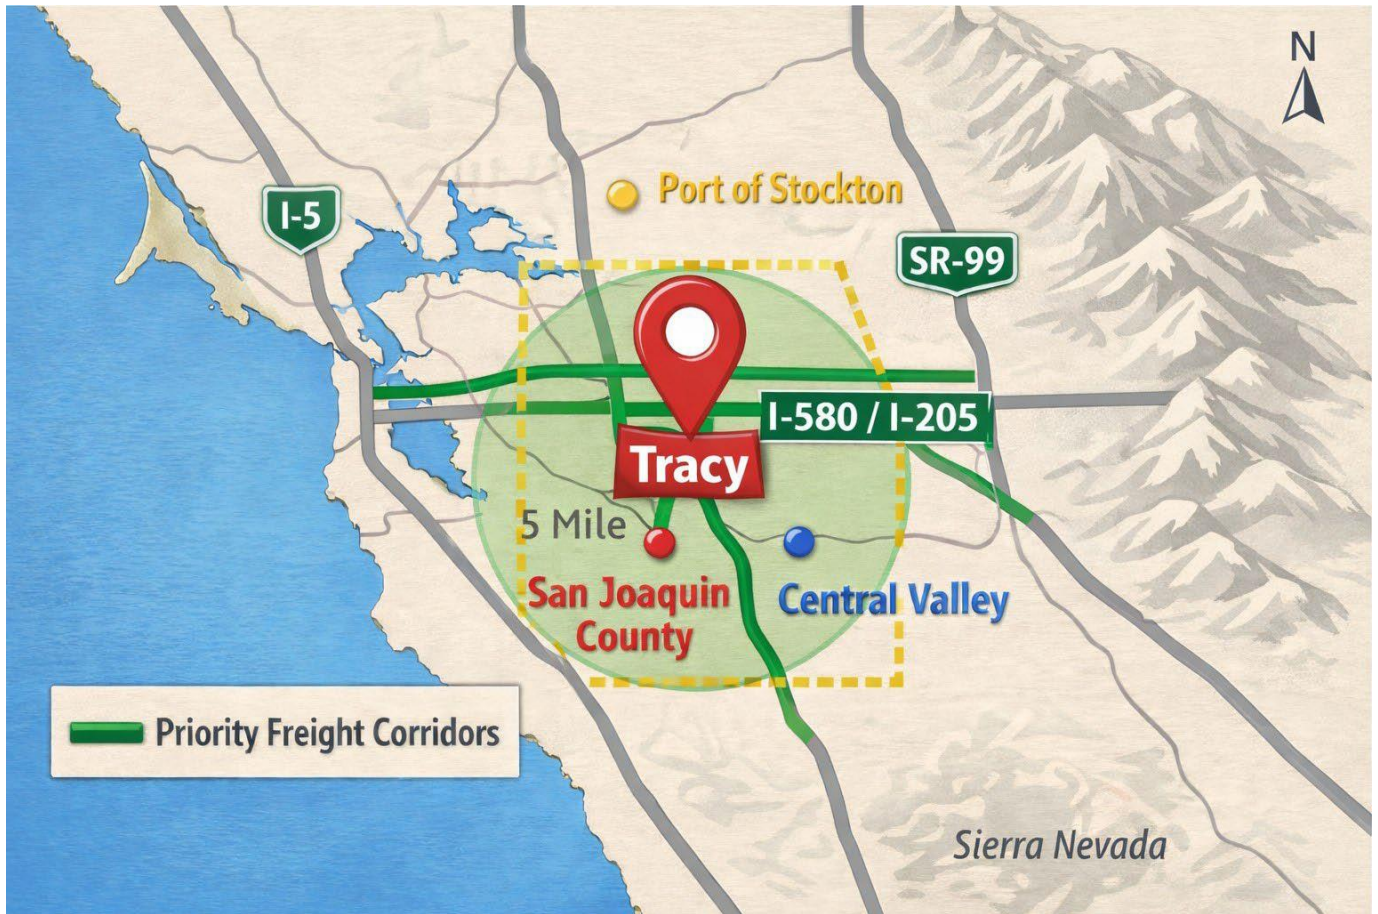 N
Port of Stockton
I-5
SR-99
I-580 / I-205
Tracy
5 Mile
San Joaquin
County
Central Valley
Priority Freight Corridors
Sierra Nevada